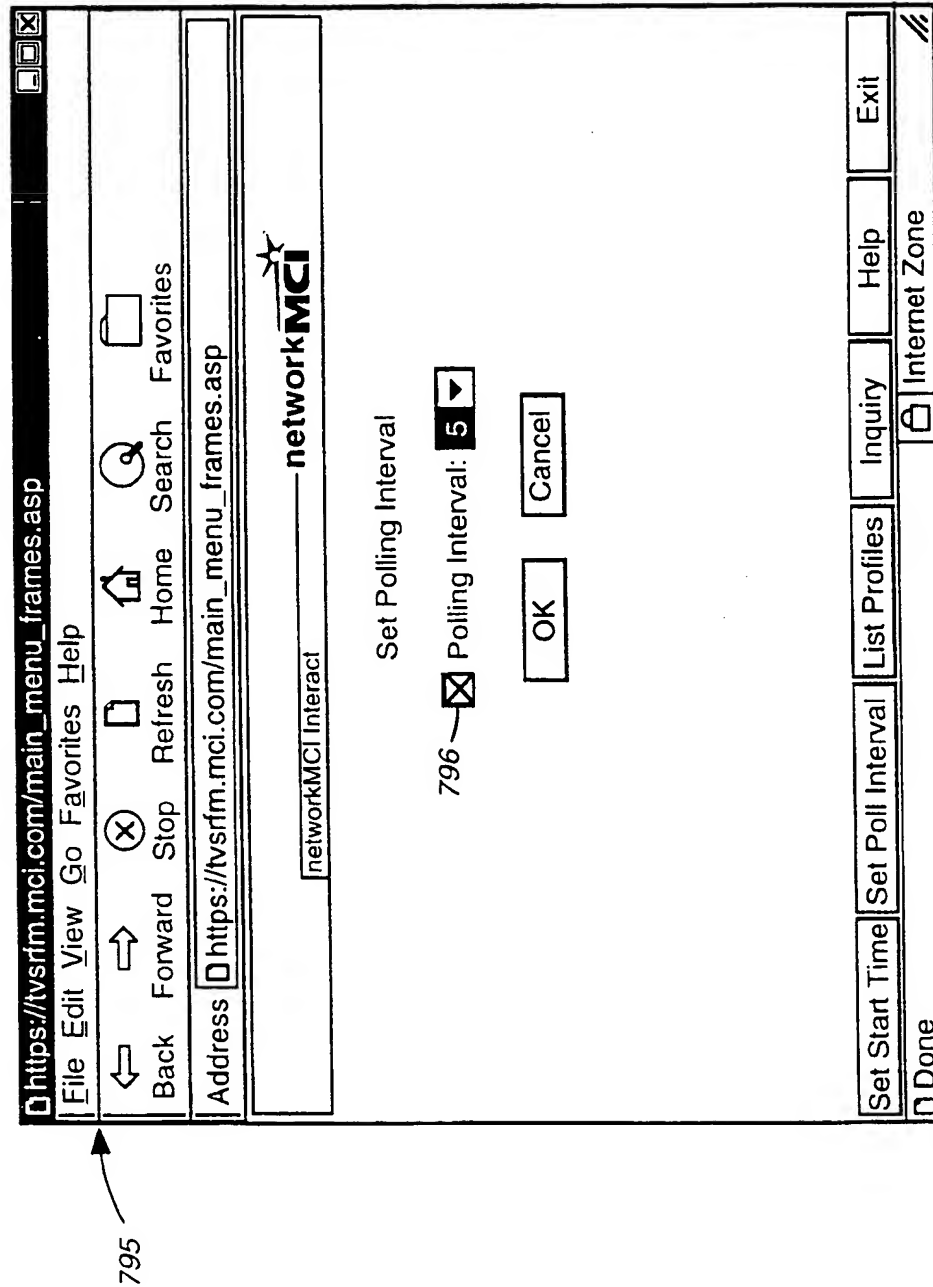 https://tvsrfm.mci.com/main_menu_frames.asp
File Edit View Go Favorites Help
Back Forward Stop Refresh Home Search Favorites
Address https://tvsrfm.mci.com/main_menu_frames.asp
networkMCI
networkMCI Interact
Set Polling Interval
796
Polling Interval: 5
OK Cancel
Set Start Time Set Poll Interval List Profiles Inquiry Help Exit
Done Internet Zone
795